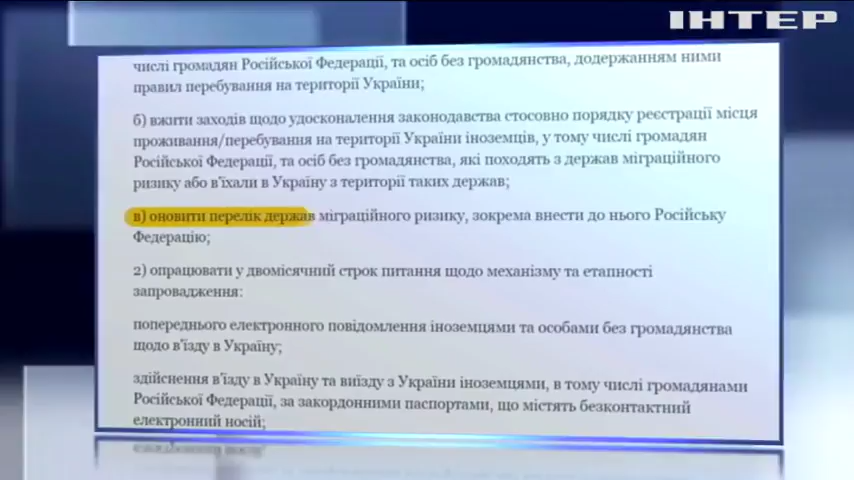 ІНТЕР
числі громадян Російської Федерації, та осіб без громадянства, додержанням ними
правил перебування на території України;
б) вжити заходів щодо удосконалення законодавства стосовно порядку реєстрації місця
проживання/перебування на території України іноземців, у тому числі громадян
Російської Федерації, та осіб без громадянства, які походять з держав міграційного
ризику або в'їхали в Україну з території таких держав;
в) оновити перелік держав міграційного ризику, зокрема внести до нього Російську
Федерацію;
2) опрацювати у двомісячний строк питання щодо механізму та етапності
запровадження:
попереднього електронного повідомлення іноземцями та особами без громадянства
щодо в'їзду в Україну;
здійснення в'їзду в Україну та виїзду з України іноземцями, в тому числі громадянами
Російської Федерації, за закордонними паспортами, що містять безконтактний
електронний носій;